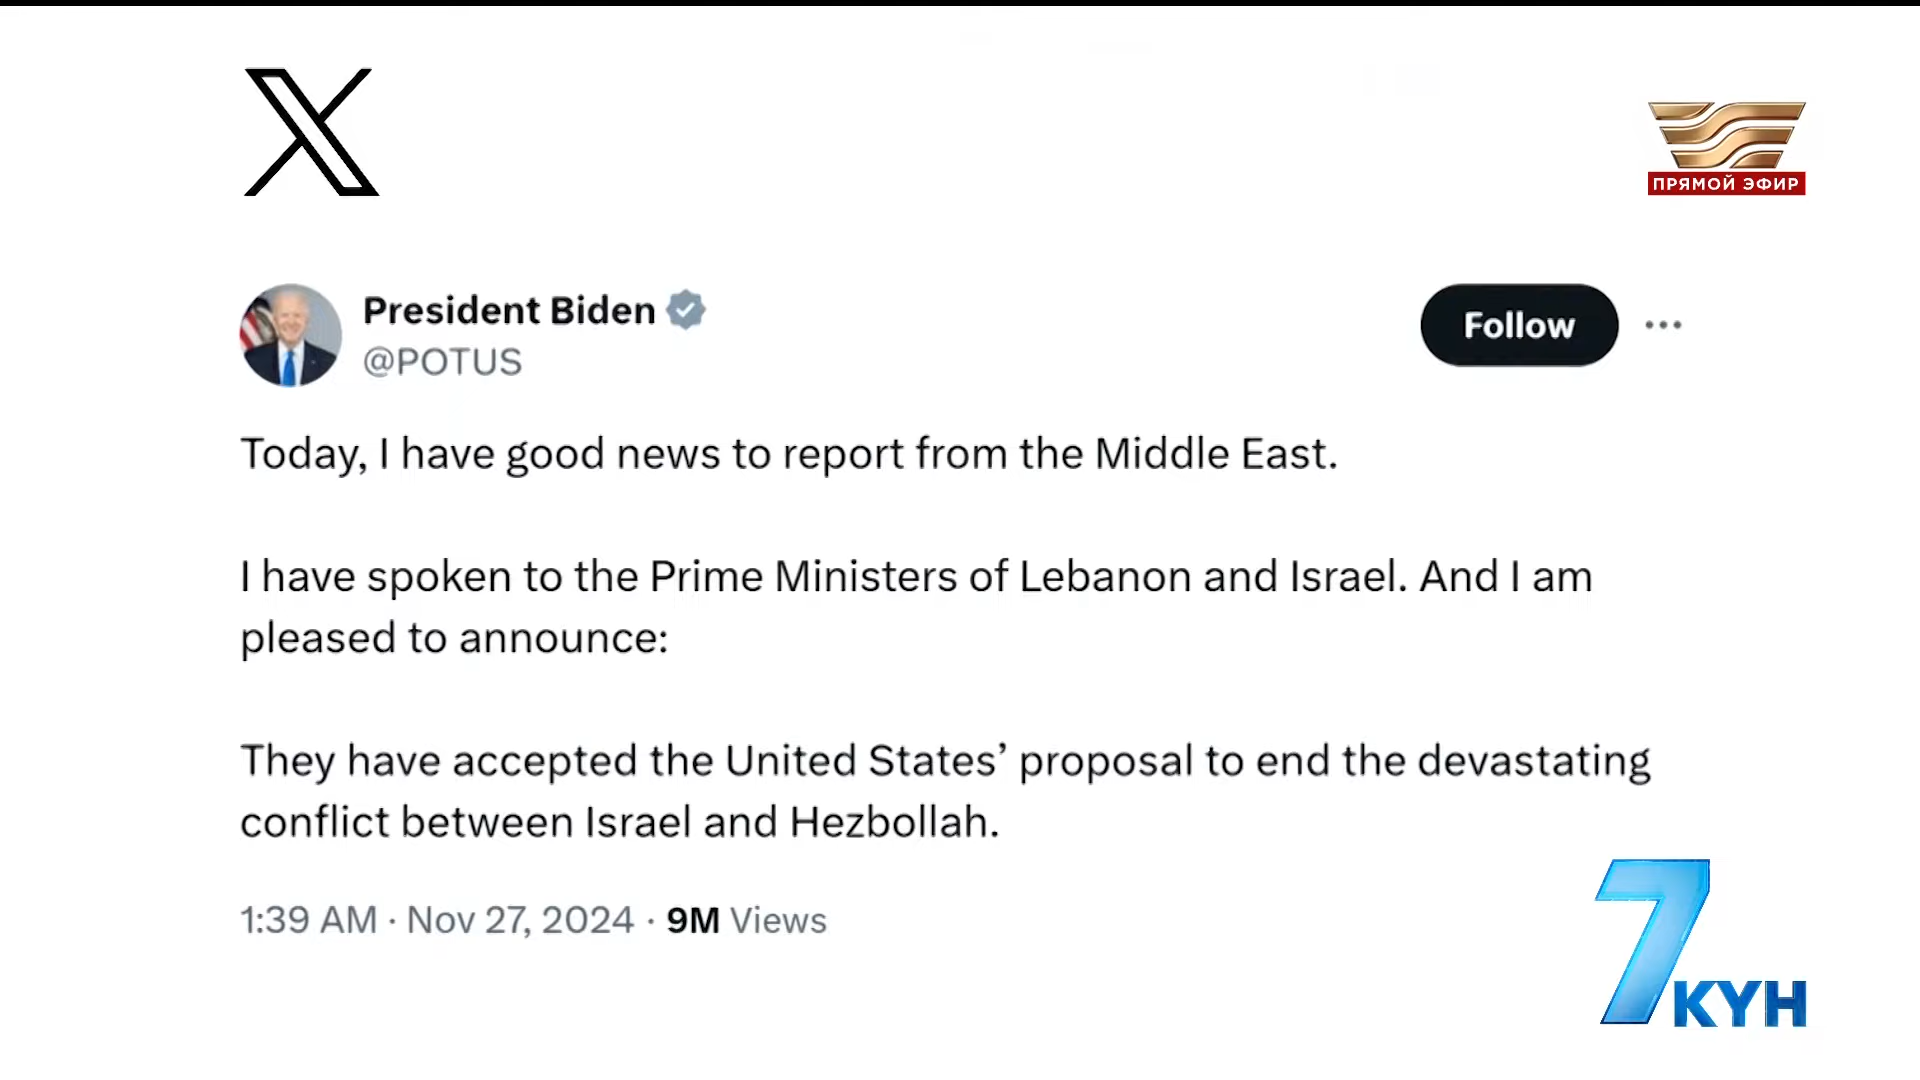 ПРЯМОЙ ЭФИР
President Biden
@POTUS
Follow
Today, I have good news to report from the Middle East.
I have spoken to the Prime Ministers of Lebanon and Israel. And I am
pleased to announce:
They have accepted the United States’ proposal to end the devastating
conflict between Israel and Hezbollah.
1:39 AM · Nov 27, 2024 · 9M Views
7 КҮН